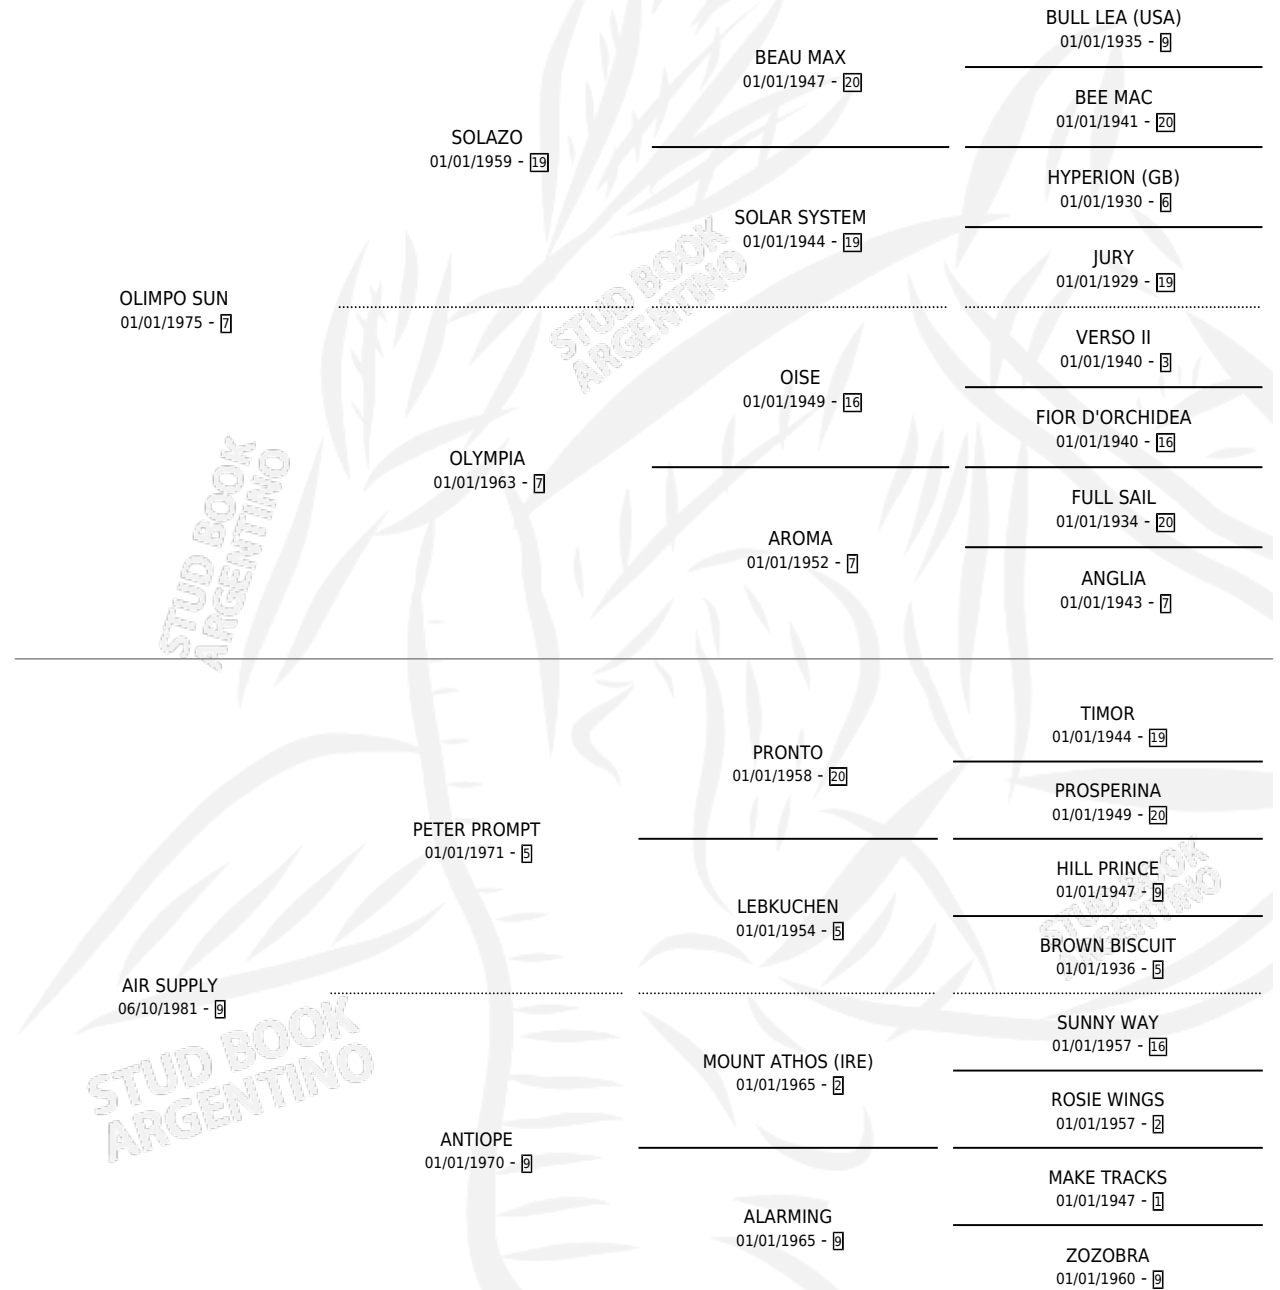 BULL LEA (USA)
01/01/1935 - 9
BEAU MAX
01/01/1947 - 20
BEE MAC
01/01/1941 - 20
SOLAZO
01/01/1959 - 19
HYPERION (GB)
01/01/1930 - 6
SOLAR SYSTEM
01/01/1944 - 19
JURY
01/01/1929 - 19
OLIMPO SUN
01/01/1975 - 7
VERSO II
01/01/1940 - 3
OISE
01/01/1949 - 16
FIOR D'ORCHIDEA
01/01/1940 - 16
OLYMPIA
01/01/1963 - 7
FULL SAIL
01/01/1934 - 20
AROMA
01/01/1952 - 7
ANGLIA
01/01/1943 - 7
TIMOR
01/01/1944 - 19
PRONTO
01/01/1958 - 20
PROSPERINA
01/01/1949 - 20
PETER PROMPT
01/01/1971 - 5
HILL PRINCE
01/01/1947 - 9
LEBKUCHEN
01/01/1954 - 5
BROWN BISCUIT
01/01/1936 - 5
AIR SUPPLY
06/10/1981 - 9
SUNNY WAY
01/01/1957 - 16
MOUNT ATHOS (IRE)
01/01/1965 - 2
ROSIE WINGS
01/01/1957 - 2
ANTIOPE
01/01/1970 - 9
MAKE TRACKS
01/01/1947 - 1
ALARMING
01/01/1965 - 9
ZOZOBRA
01/01/1960 - 9
STUD BOOK
ARGENTINO
STUD BOOK
ARGENTINO
STUD BOOK
ARGENTINO
STUD BOOK
ARGENTINO